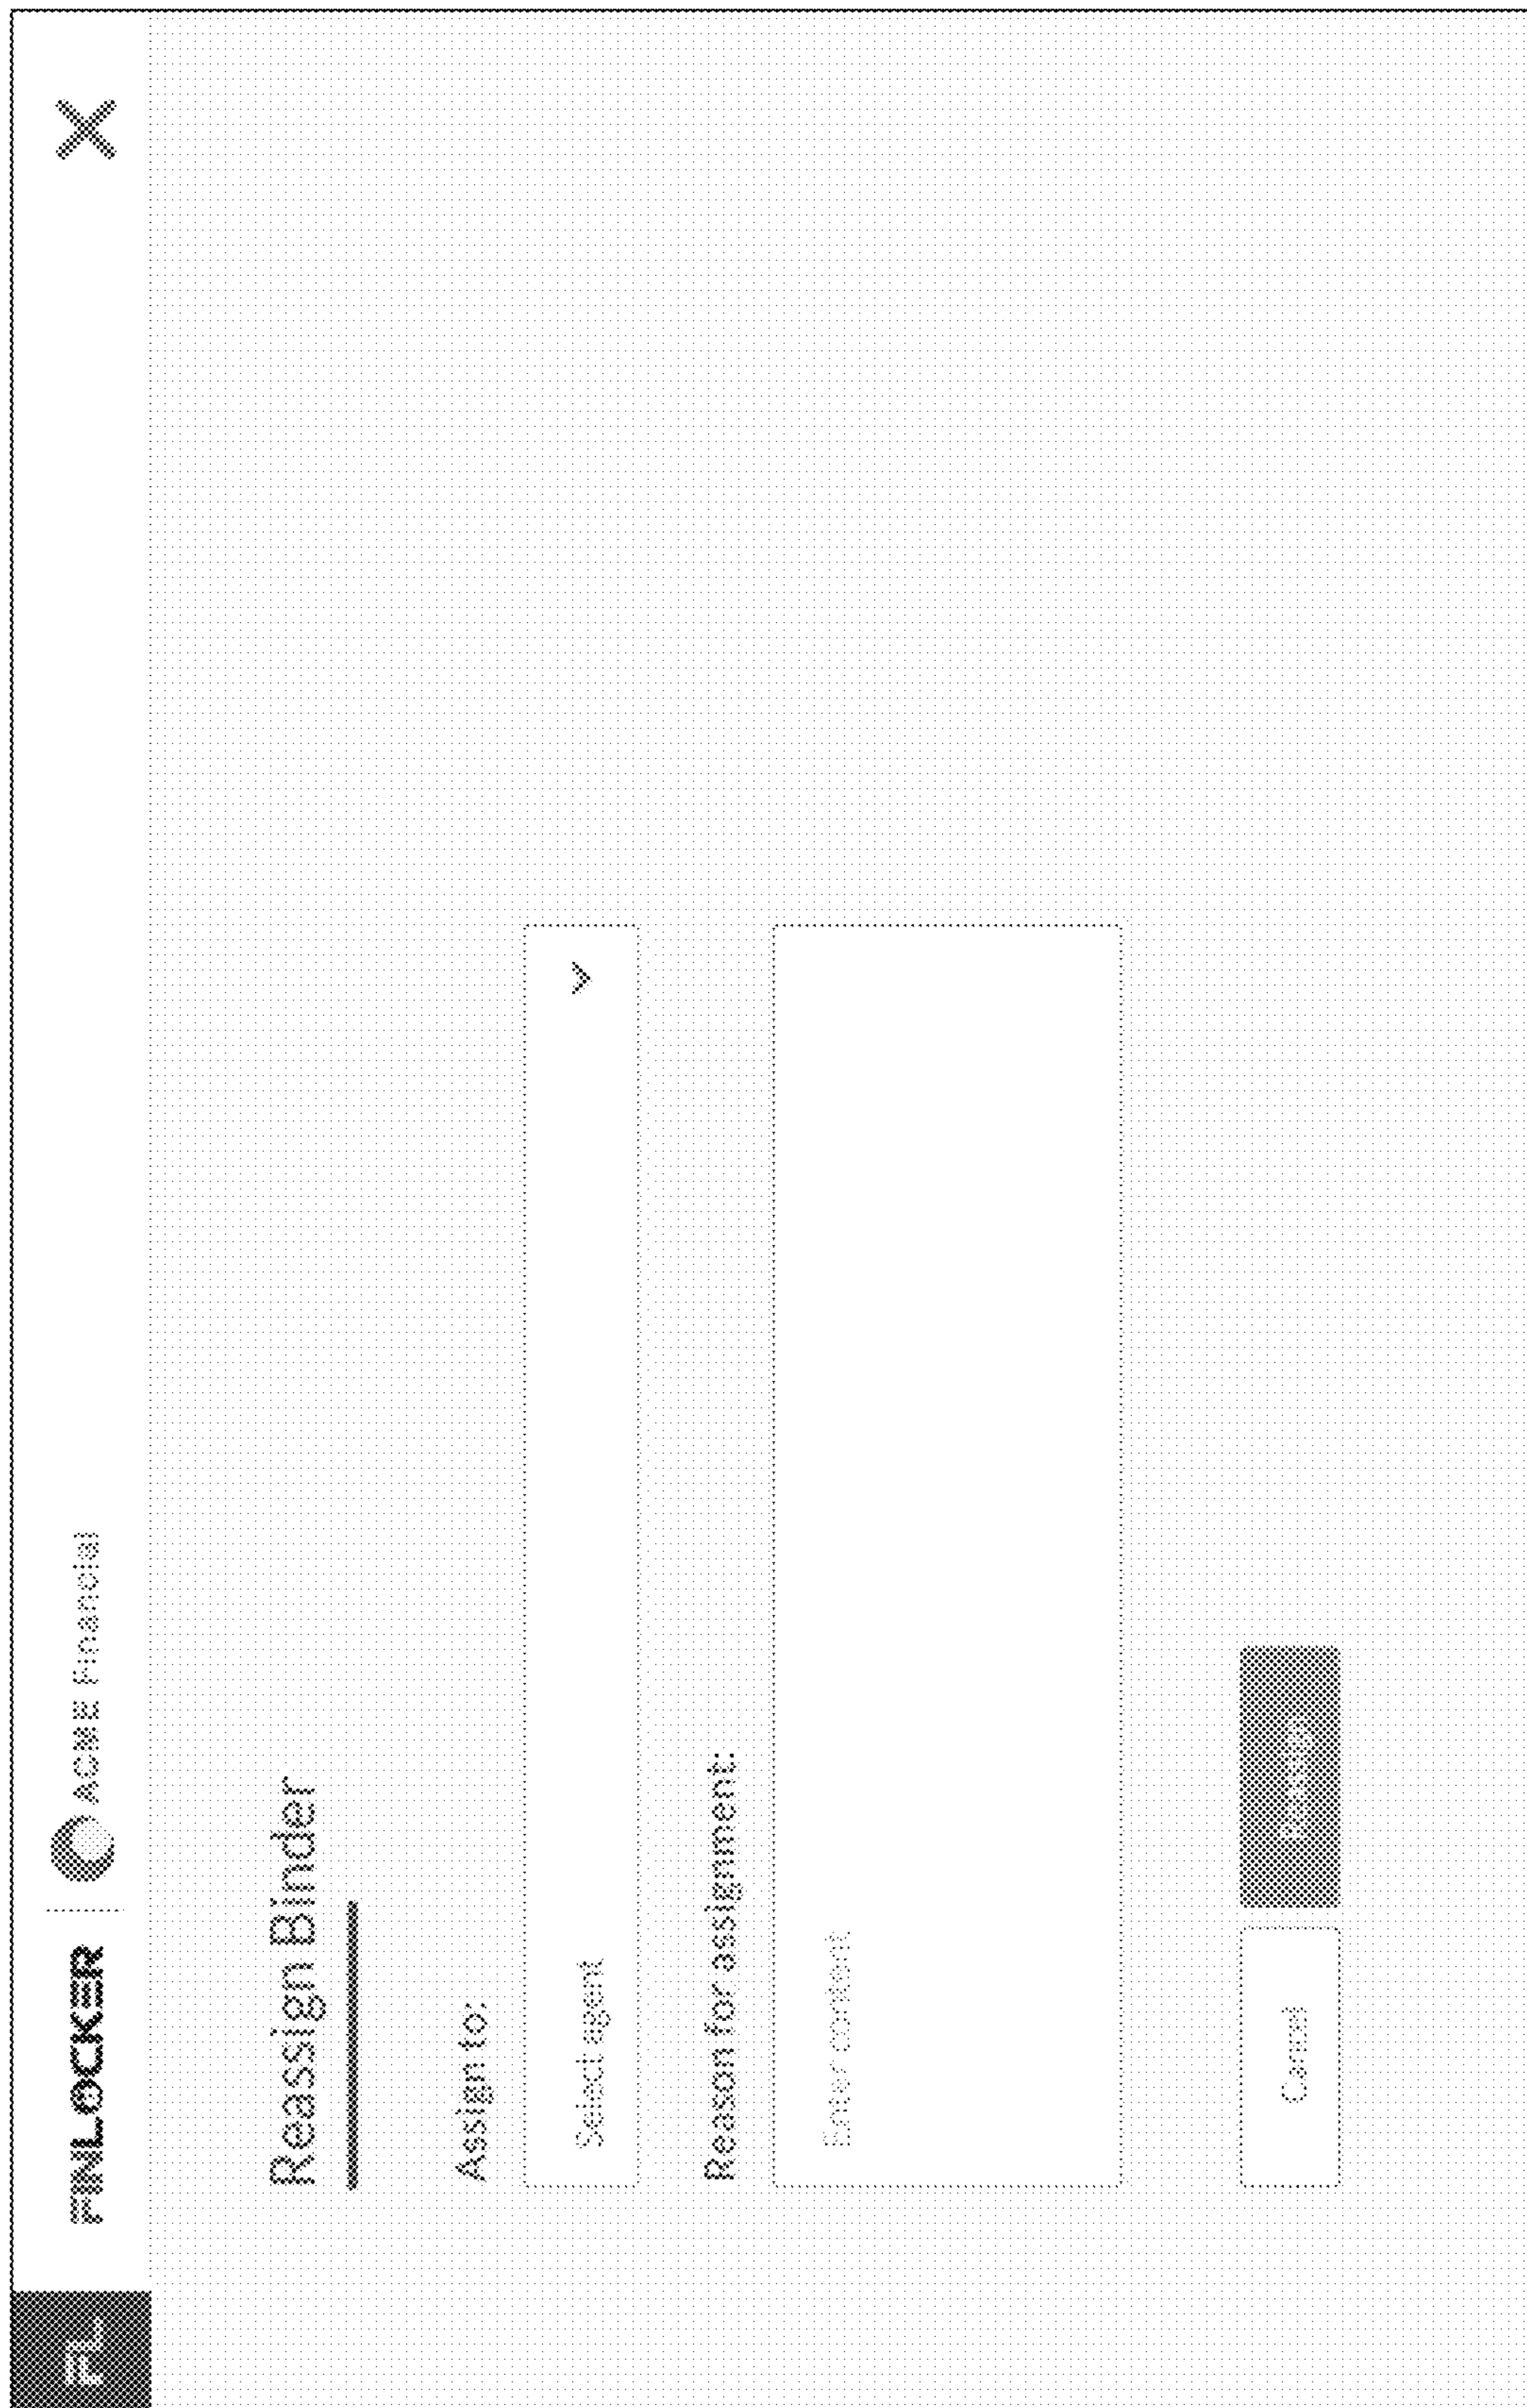 FL
FINLOCKER | ACME Financial
Reassign Binder
Assign to:
Select agent
Reason for assignment:
Enter content
Cancel